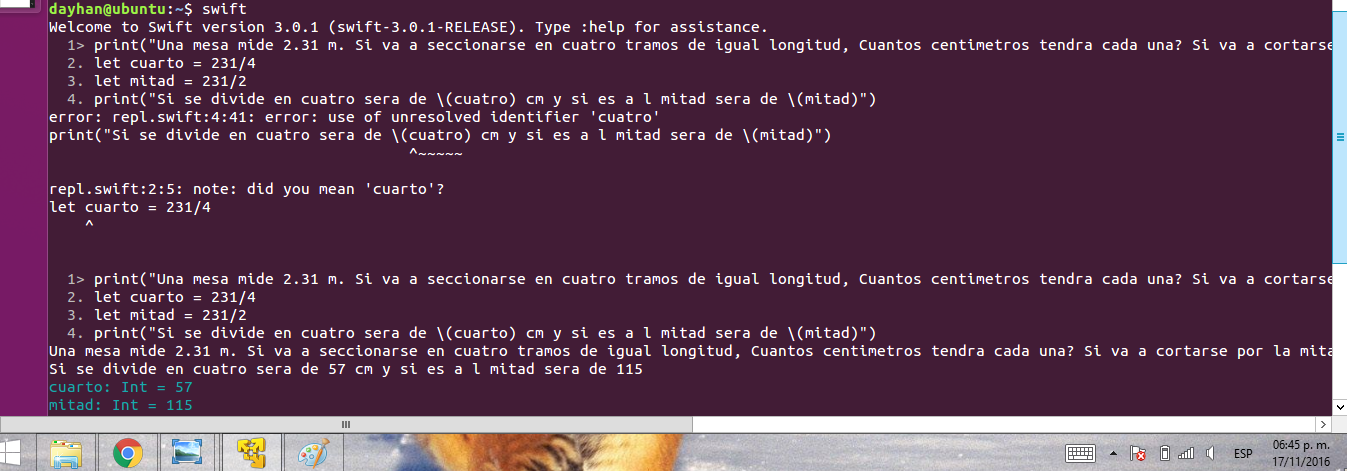 dayhan@ubuntu:~$ swift
Welcome to Swift version 3.0.1 (swift-3.0.1-RELEASE). Type :help for assistance.
1> print("Una mesa mide 2.31 m. Si va a seccionarse en cuatro tramos de igual longitud, Cuantos centimetros tendra cada una? Si va a cortarse
2. let cuarto = 231/4
3. let mitad = 231/2
4. print("Si se divide en cuatro sera de \(cuatro) cm y si es a l mitad sera de \(mitad)")
error: repl.swift:4:41: error: use of unresolved identifier 'cuatro'
print("Si se divide en cuatro sera de \(cuatro) cm y si es a l mitad sera de \(mitad)")
^~~~~~
repl.swift:2:5: note: did you mean 'cuarto'?
let cuarto = 231/4
^
1> print("Una mesa mide 2.31 m. Si va a seccionarse en cuatro tramos de igual longitud, Cuantos centimetros tendra cada una? Si va a cortarse
2. let cuarto = 231/4
3. let mitad = 231/2
4. print("Si se divide en cuatro sera de \(cuarto) cm y si es a l mitad sera de \(mitad)")
Una mesa mide 2.31 m. Si va a seccionarse en cuatro tramos de igual longitud, Cuantos centimetros tendra cada una? Si va a cortarse por la mita
Si se divide en cuatro sera de 57 cm y si es a l mitad sera de 115
cuarto: Int = 57
mitad: Int = 115
ESP
06:45 p. m.
17/11/2016